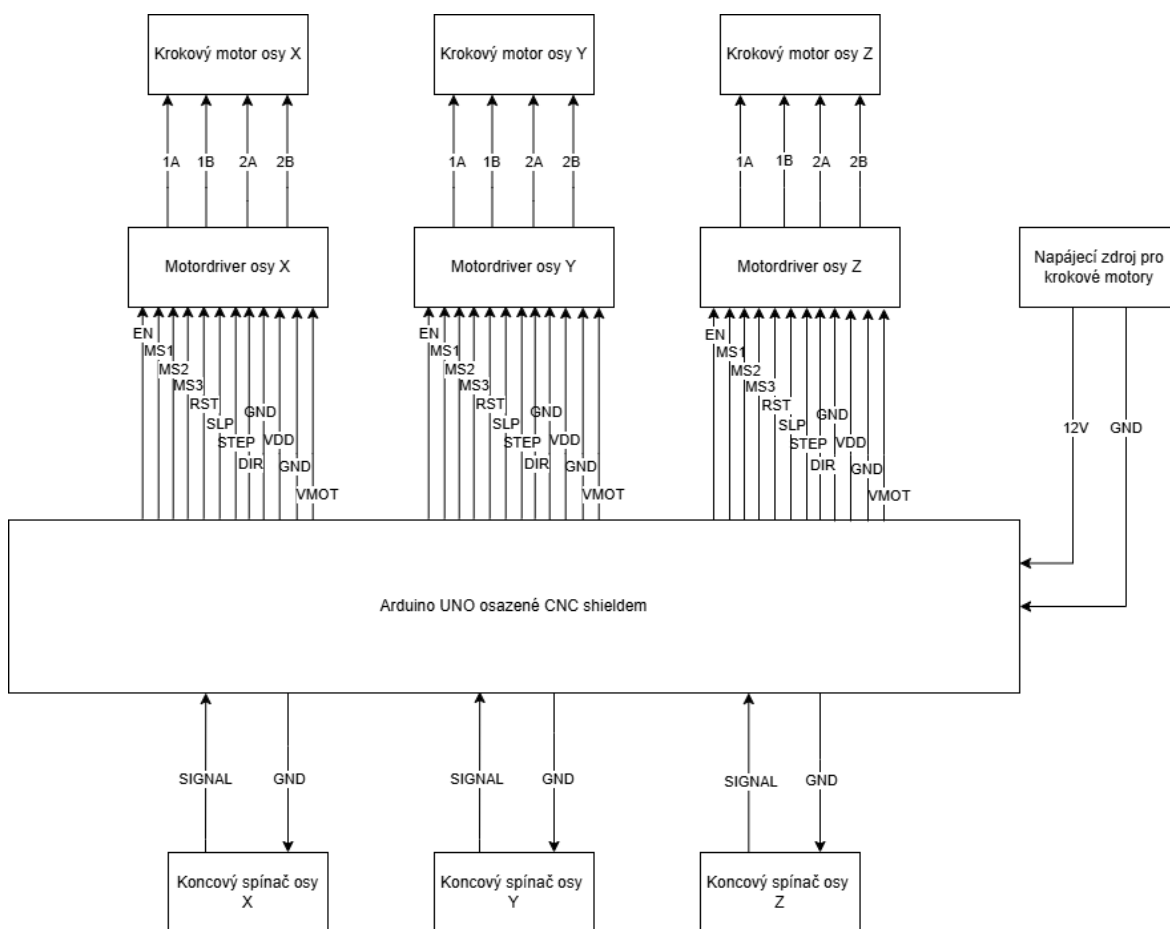 Krokový motor osy X
Krokový motor osy Y
Krokový motor osy Z
1A
1B
2A
2B
1A
1B
2A
2B
1A
1B
2A
2B
Motordriver osy X
Motordriver osy Y
Motordriver osy Z
Napájecí zdroj pro
krokové motory
EN
MS1
MS2
MS3
RST
SLP
STEP
DIR
GND
VDD
GND
VMOT
EN
MS1
MS2
MS3
RST
SLP
STEP
DIR
GND
VDD
GND
VMOT
EN
MS1
MS2
MS3
RST
SLP
STEP
DIR
GND
VDD
GND
VMOT
12V
GND
Arduino UNO osazené CNC shieldem
SIGNAL
GND
SIGNAL
GND
SIGNAL
GND
Koncový spínač osy
X
Koncový spínač osy
Y
Koncový spínač osy
Z